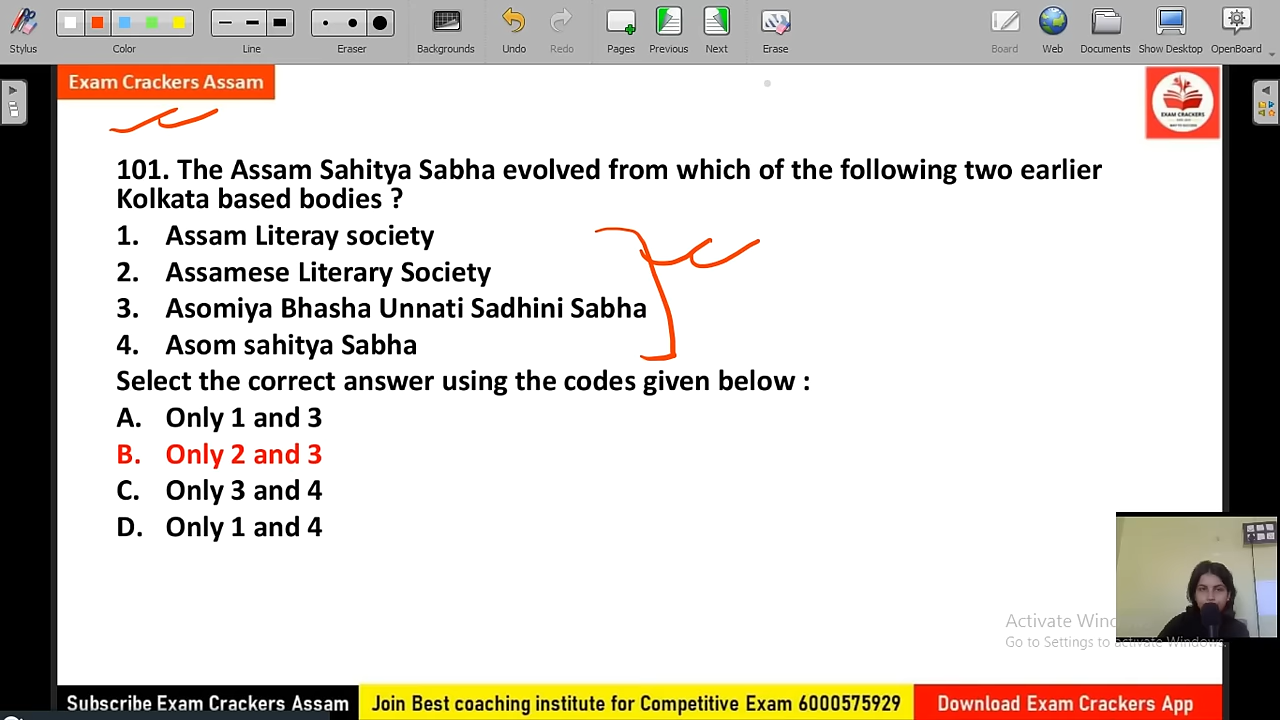 Stylus
Color
Line
Eraser
Backgrounds
Undo
Redo
Pages
Previous
Next
Erase
Board
Web
Documents
Show Desktop
OpenBoard
Exam Crackers Assam
EXAM CRACKERS
101. The Assam Sahitya Sabha evolved from which of the following two earlier
Kolkata based bodies ?
1. Assam Literay society
2. Assamese Literary Society
3. Asomiya Bhasha Unnati Sadhini Sabha
4. Asom sahitya Sabha
Select the correct answer using the codes given below :
A. Only 1 and 3
B. Only 2 and 3
C. Only 3 and 4
D. Only 1 and 4
Activate
Go to Settings to activate Windows.
Subscribe Exam Crackers Assam
Join Best coaching institute for Competitive Exam 6000575929
Download Exam Crackers App